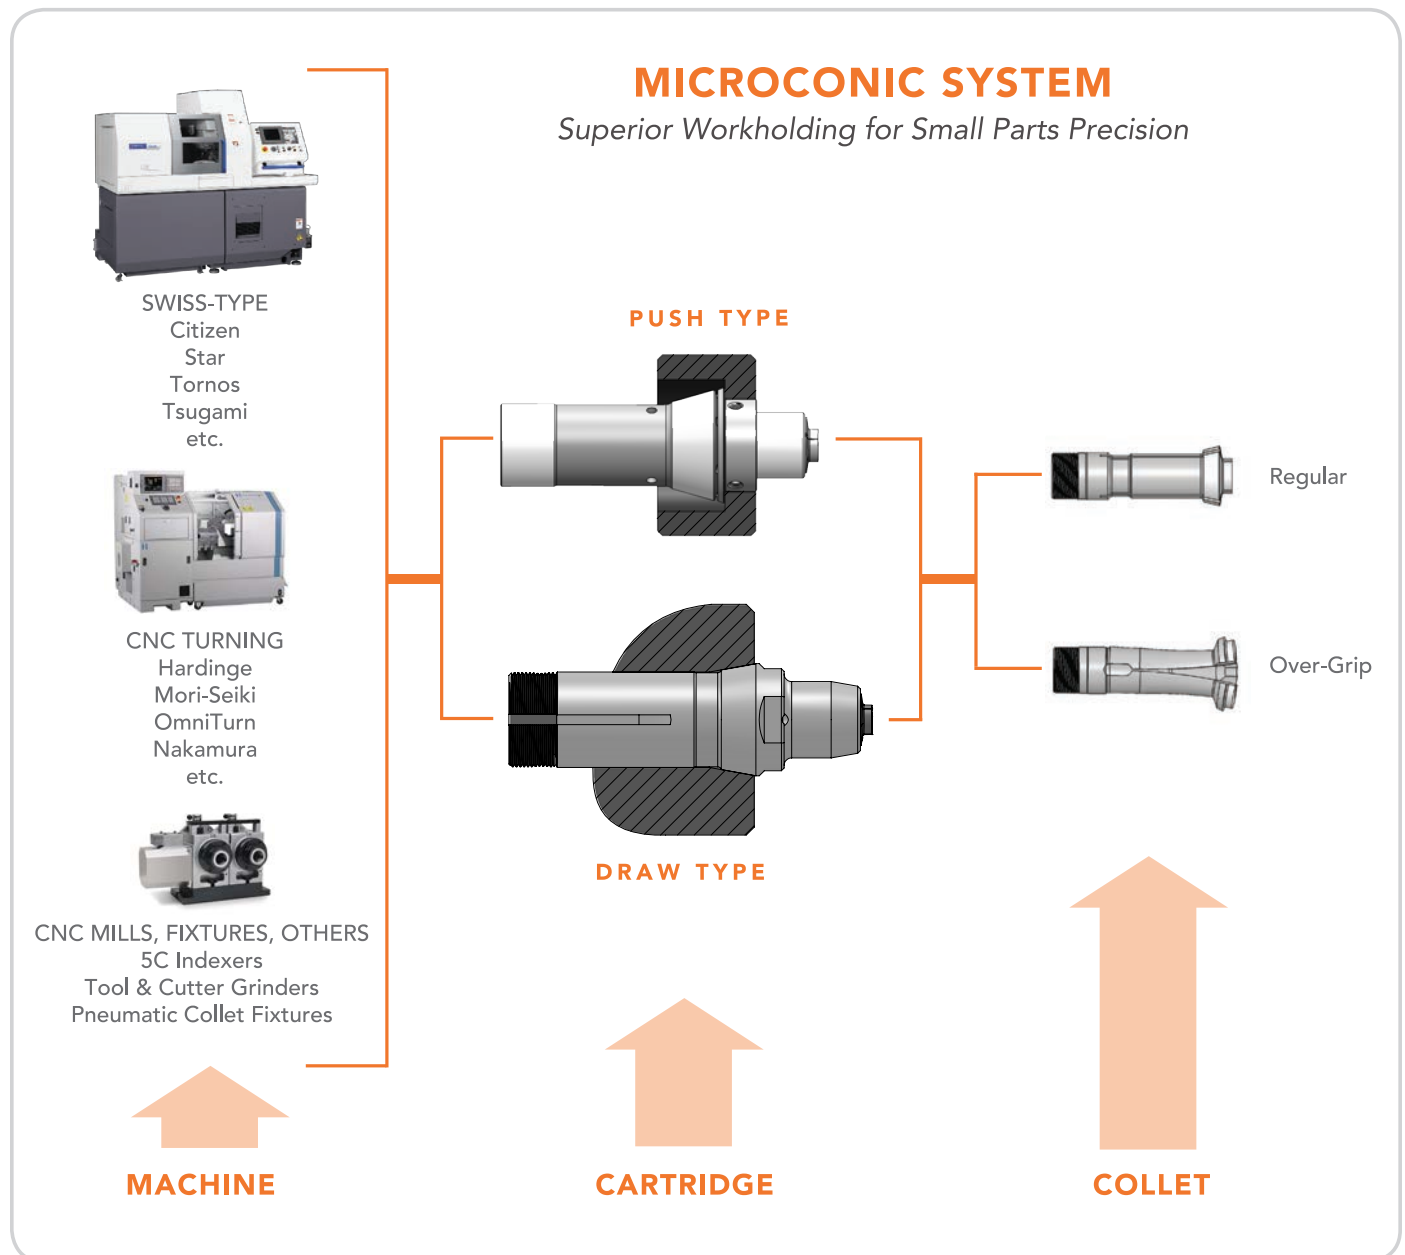 MICROCONIC SYSTEM
Superior Workholding for Small Parts Precision
SWISS-TYPE
Citizen
Star
Tornos
Tsugami
etc.
CNC TURNING
Hardinge
Mori-Seiki
OmniTurn
Nakamura
etc.
CNC MILLS, FIXTURES, OTHERS
5C Indexers
Tool & Cutter Grinders
Pneumatic Collet Fixtures
MACHINE
PUSH TYPE
DRAW TYPE
CARTRIDGE
Regular
Over-Grip
COLLET